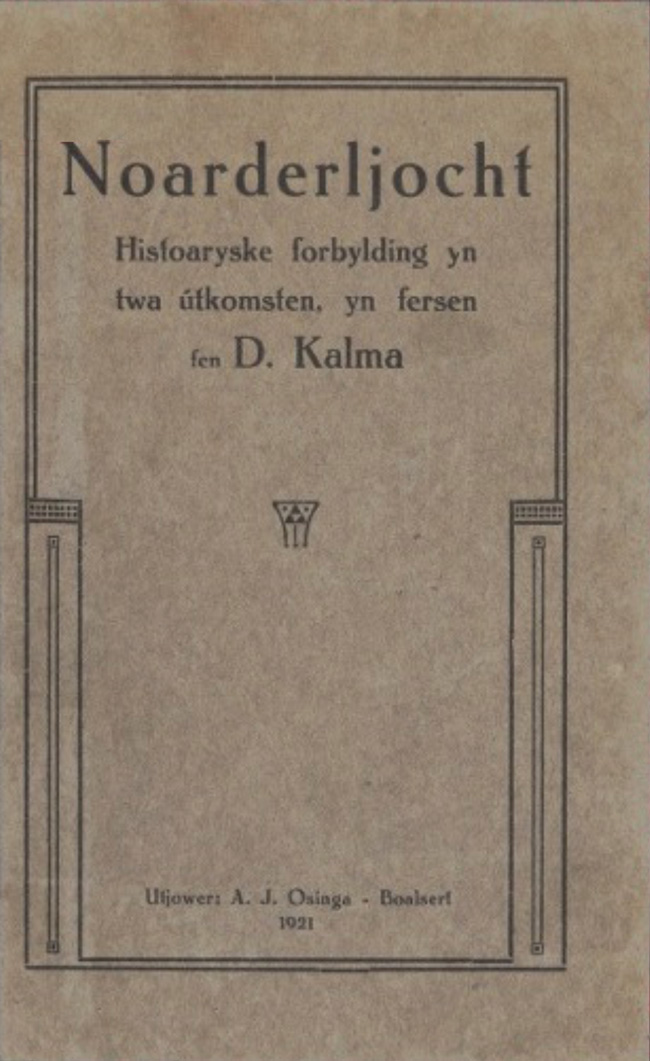 Noarderljocht
Histoaryske forbylding yn
twa útkomsten, yn fersen
fen D. Kalma
Utjower: A. J. Osinga - Boalsert
1921